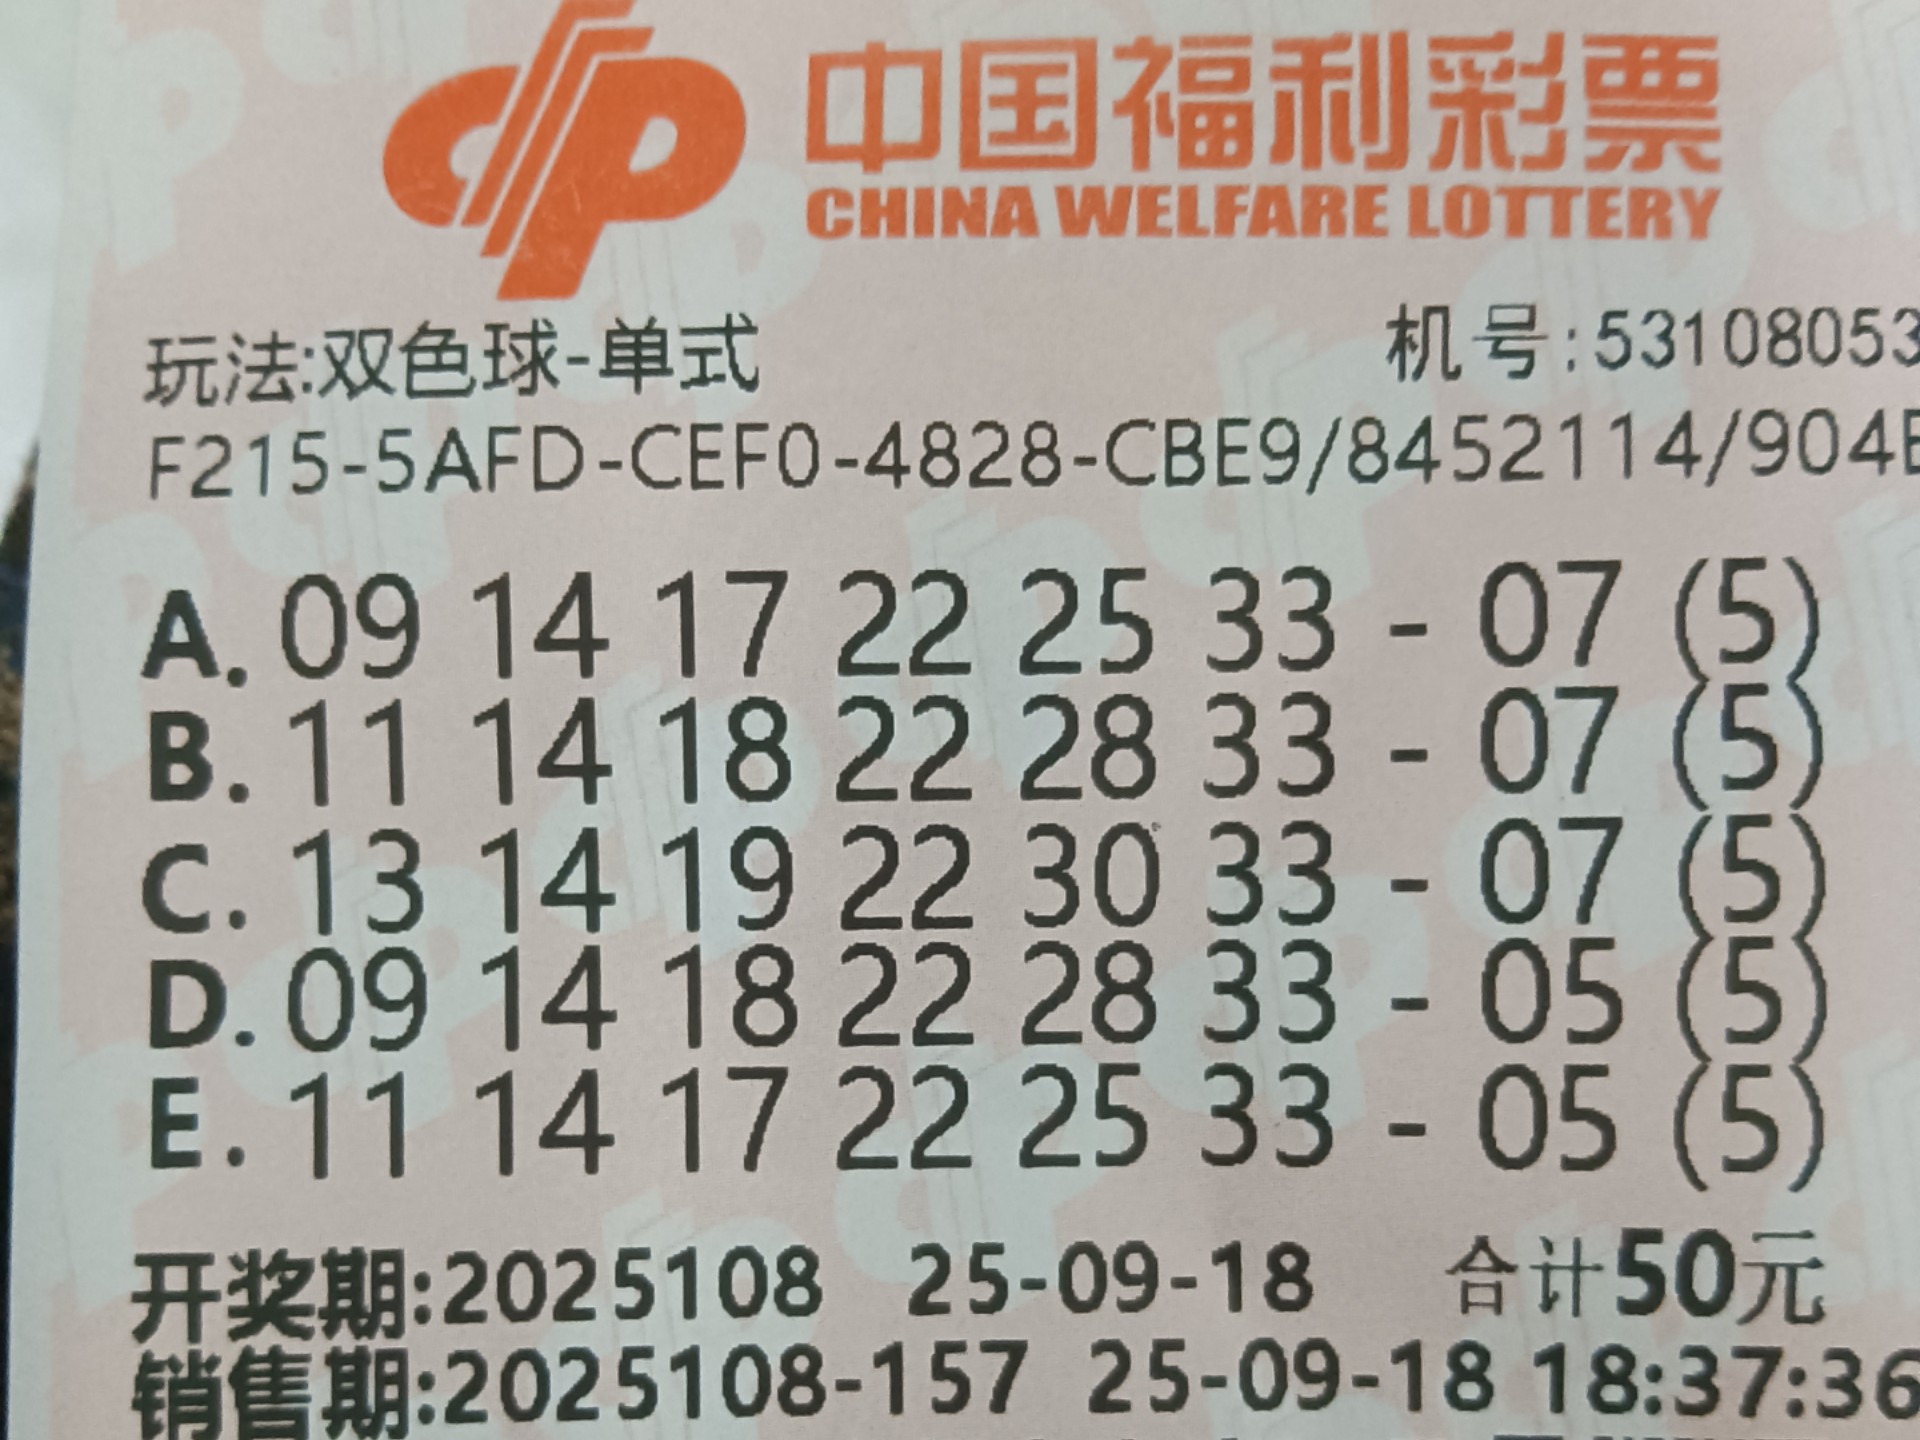 中国福利彩票
CHINA WELFARE LOTTERY
玩法:双色球-单式 机号:53108053
F215-5AFD-CEF0-4828-CBE9/8452114/904E
A. 09 14 17 22 25 33 - 07 (5)
B. 11 14 18 22 28 33 - 07 (5)
C. 13 14 19 22 30 33 - 07 (5)
D. 09 14 18 22 28 33 - 05 (5)
E. 11 14 17 22 25 33 - 05 (5)
开奖期:2025108 25-09-18 合计50元
销售期:2025108-157 25-09-18 18:37:36